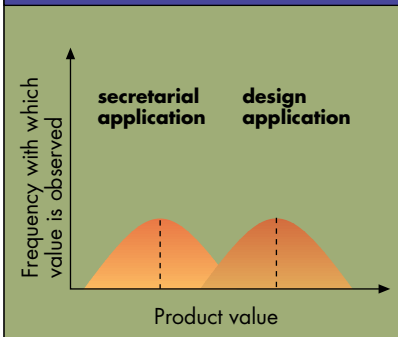 Frequency with which
value is observed
secretarial
application
design
application
Product value